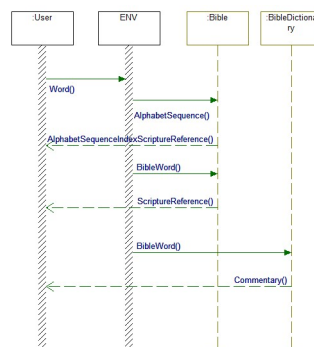 :User
ENV
:Bible
:BibleDictiona
ry
Word()
AlphabetSequence()
AlphabetSequenceIndexScriptureReference()
BibleWord()
ScriptureReference()
BibleWord()
Commentary()